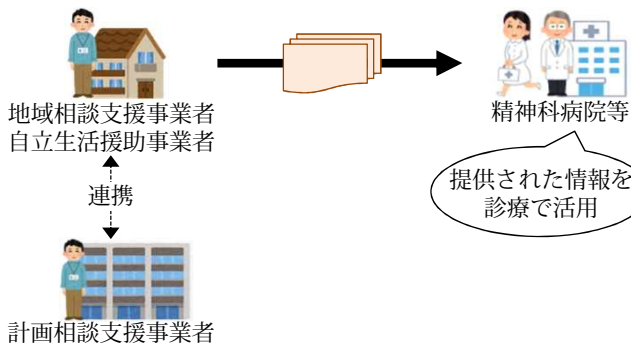 地域相談支援事業者
自立生活援助事業者
精神科病院等
連携
提供された情報を
診療で活用
計画相談支援事業者